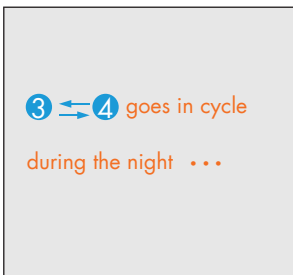 3 ⇆ 4 goes in cycle
during the night ...